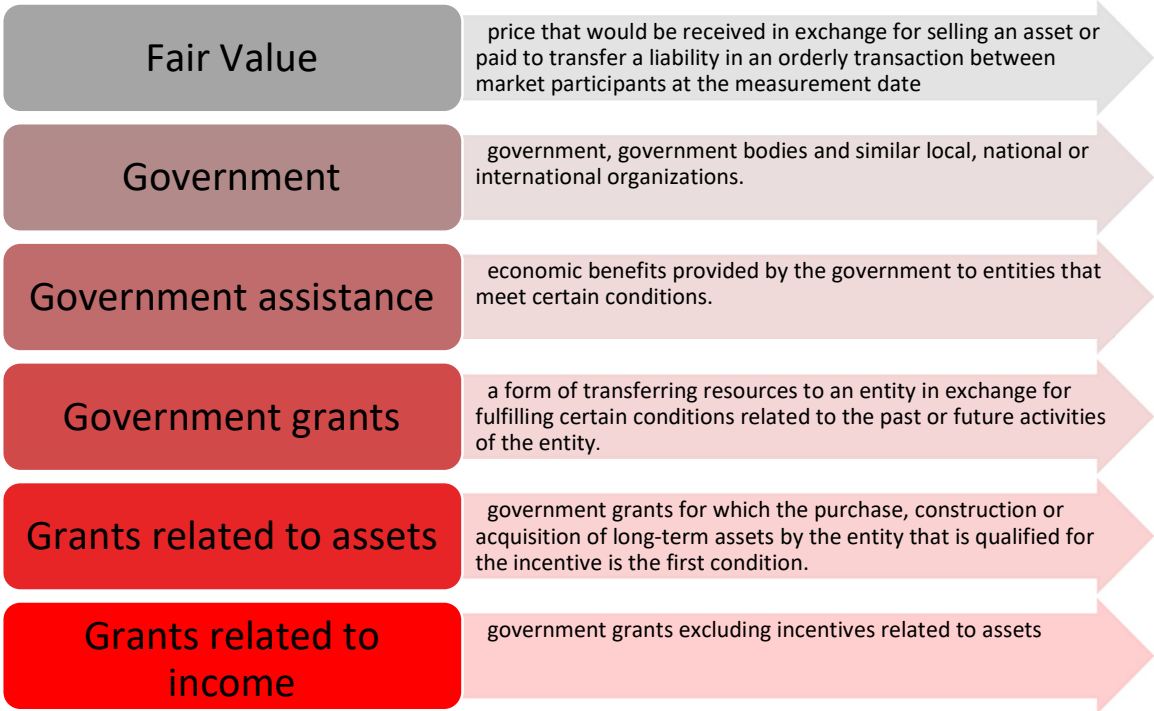 Fair Value
price that would be received in exchange for selling an asset or
paid to transfer a liability in an orderly transaction between
market participants at the measurement date
Government
government, government bodies and similar local, national or
international organizations.
Government assistance
economic benefits provided by the government to entities that
meet certain conditions.
Government grants
a form of transferring resources to an entity in exchange for
fulfilling certain conditions related to the past or future activities
of the entity.
Grants related to assets
government grants for which the purchase, construction or
acquisition of long-term assets by the entity that is qualified for
the incentive is the first condition.
Grants related to
income
government grants excluding incentives related to assets